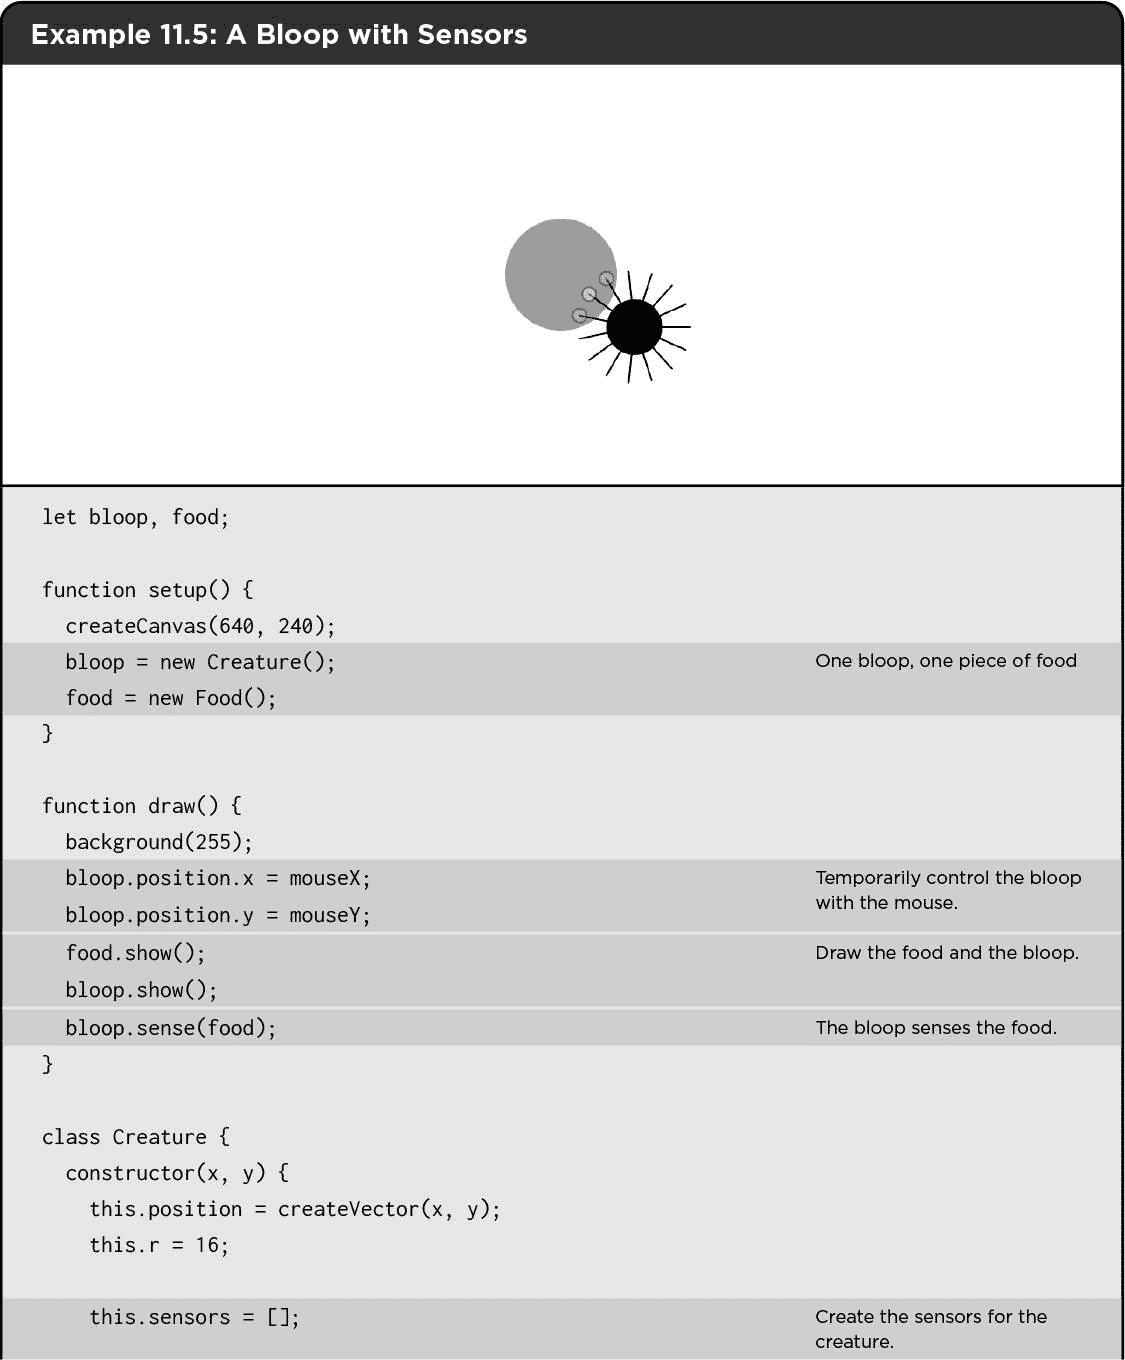 Example 11.5: A Bloop with Sensors
let bloop, food;
function setup() {
createCanvas(640, 240);
bloop = new Creature();
One bloop, one piece of food
food = new Food();
}
function draw() {
background(255);
bloop.position.x = mouseX;
Temporarily control the bloop
with the mouse.
bloop.position.y = mouseY;
food.show();
Draw the food and the bloop.
bloop.show();
bloop.sense(food);
The bloop senses the food.
}
class Creature {
constructor(x, y) {
this.position = createVector(x, y);
this.r = 16;
this.sensors = [];
Create the sensors for the
creature.